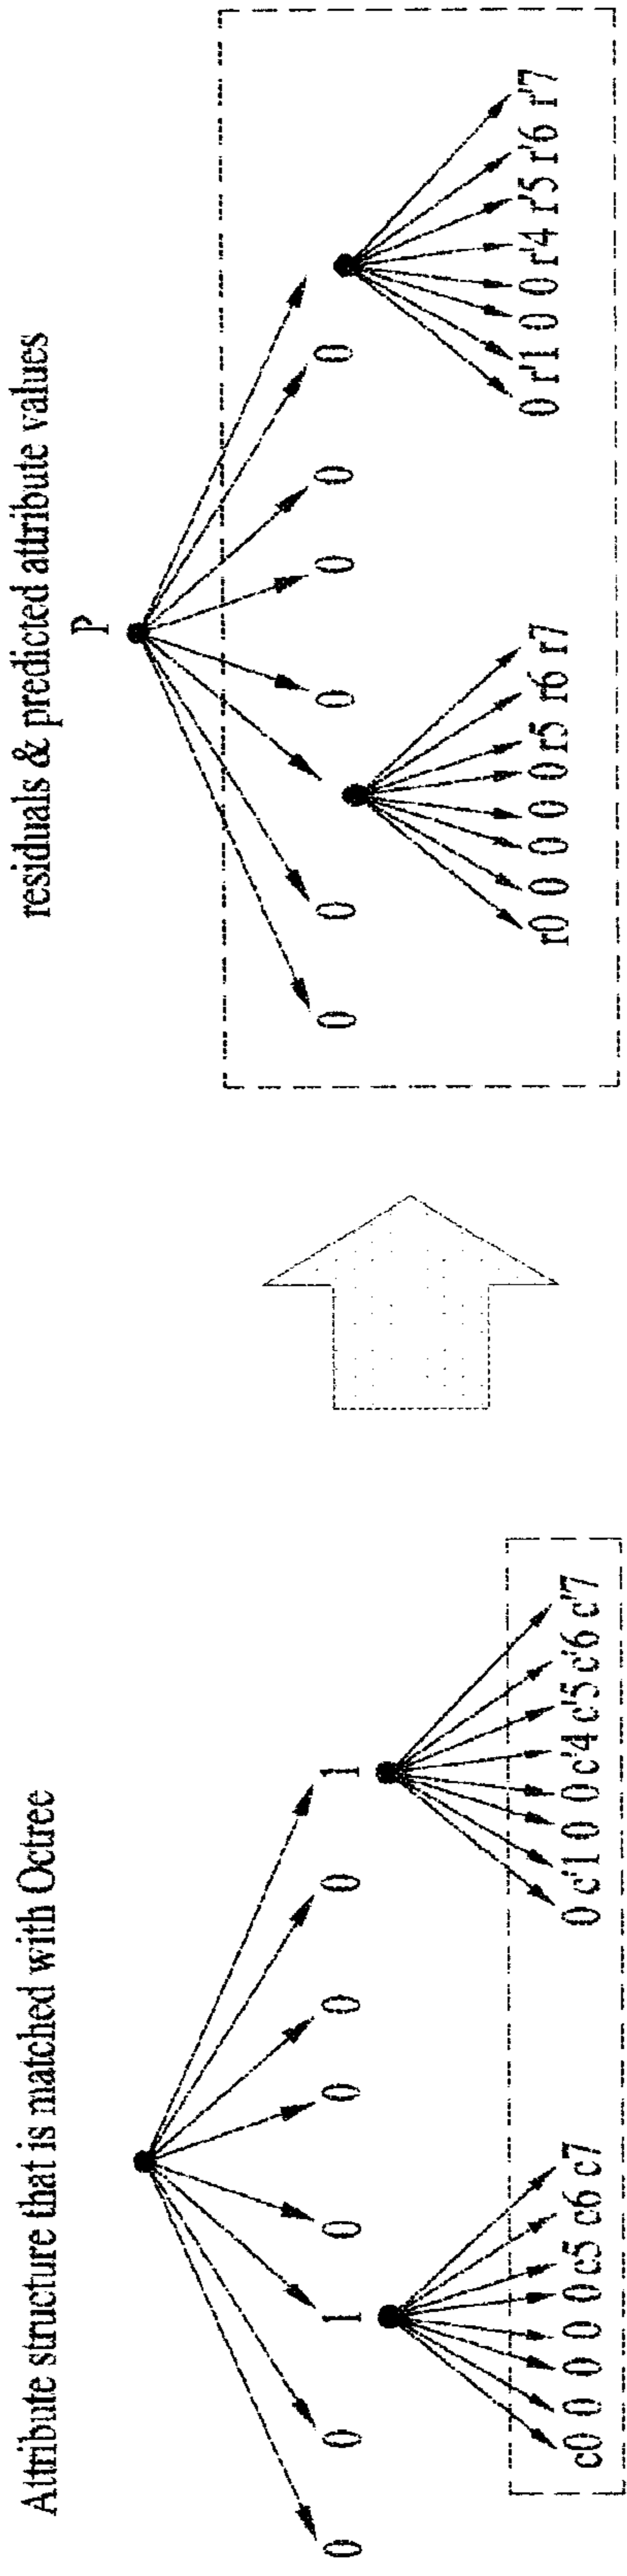 Attribute structure that is matched with Octree
0 0 1 0 0 0 0 1
c0 0 0 0 0 c5 c6 c7
0 c'1 0 0 c'4 c'5 c'6 c'7
residuals & predicted attribute values
P
0 0 0 0 0 0
r0 0 0 0 0 r5 r6 r7
0 r'1 0 0 r'4 r'5 r'6 r'7